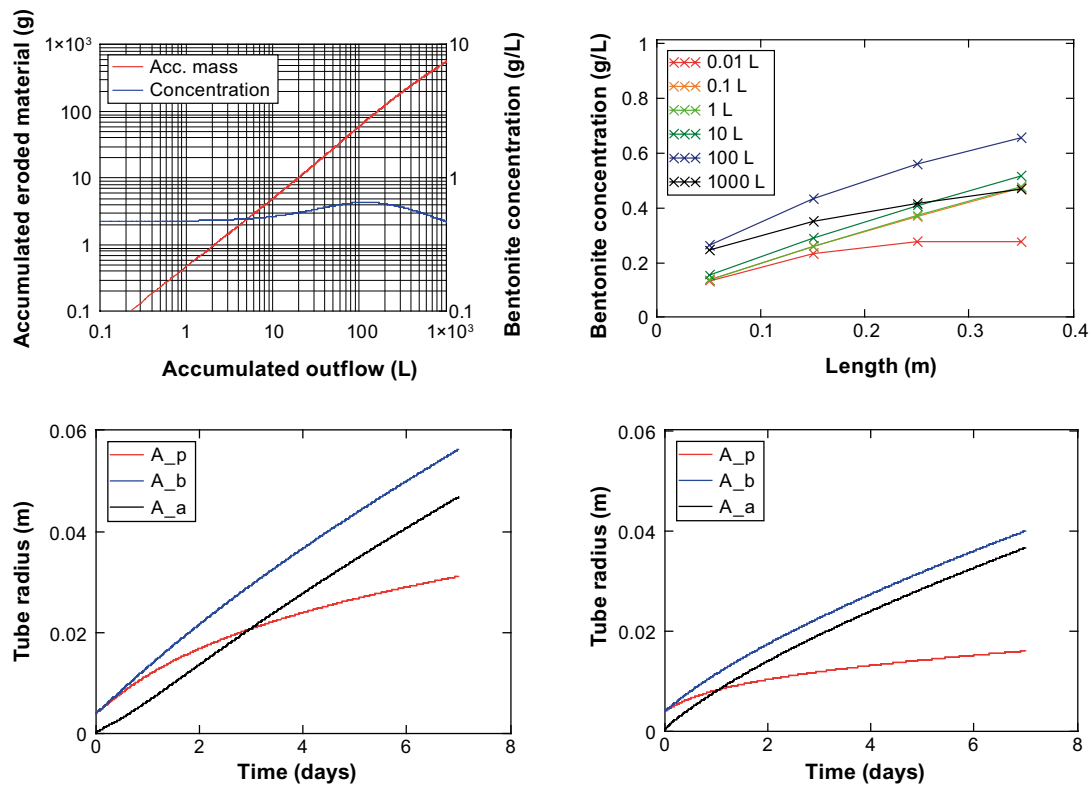 Accumulated eroded material (g)
1×10³
100
10
1
0.1
Acc. mass
Concentration
10
1
0.1
Bentonite concentration (g/L)
0.1
1
10
100
1×10³
Accumulated outflow (L)
Bentonite concentration (g/L)
1
0.8
0.6
0.4
0.2
0
0.01 L
0.1 L
1 L
10 L
100 L
1000 L
0
0.1
0.2
0.3
0.4
Length (m)
Tube radius (m)
0.06
0.04
0.02
0
A_p
A_b
A_a
0
2
4
6
8
Time (days)
Tube radius (m)
0.06
0.04
0.02
0
A_p
A_b
A_a
0
2
4
6
8
Time (days)